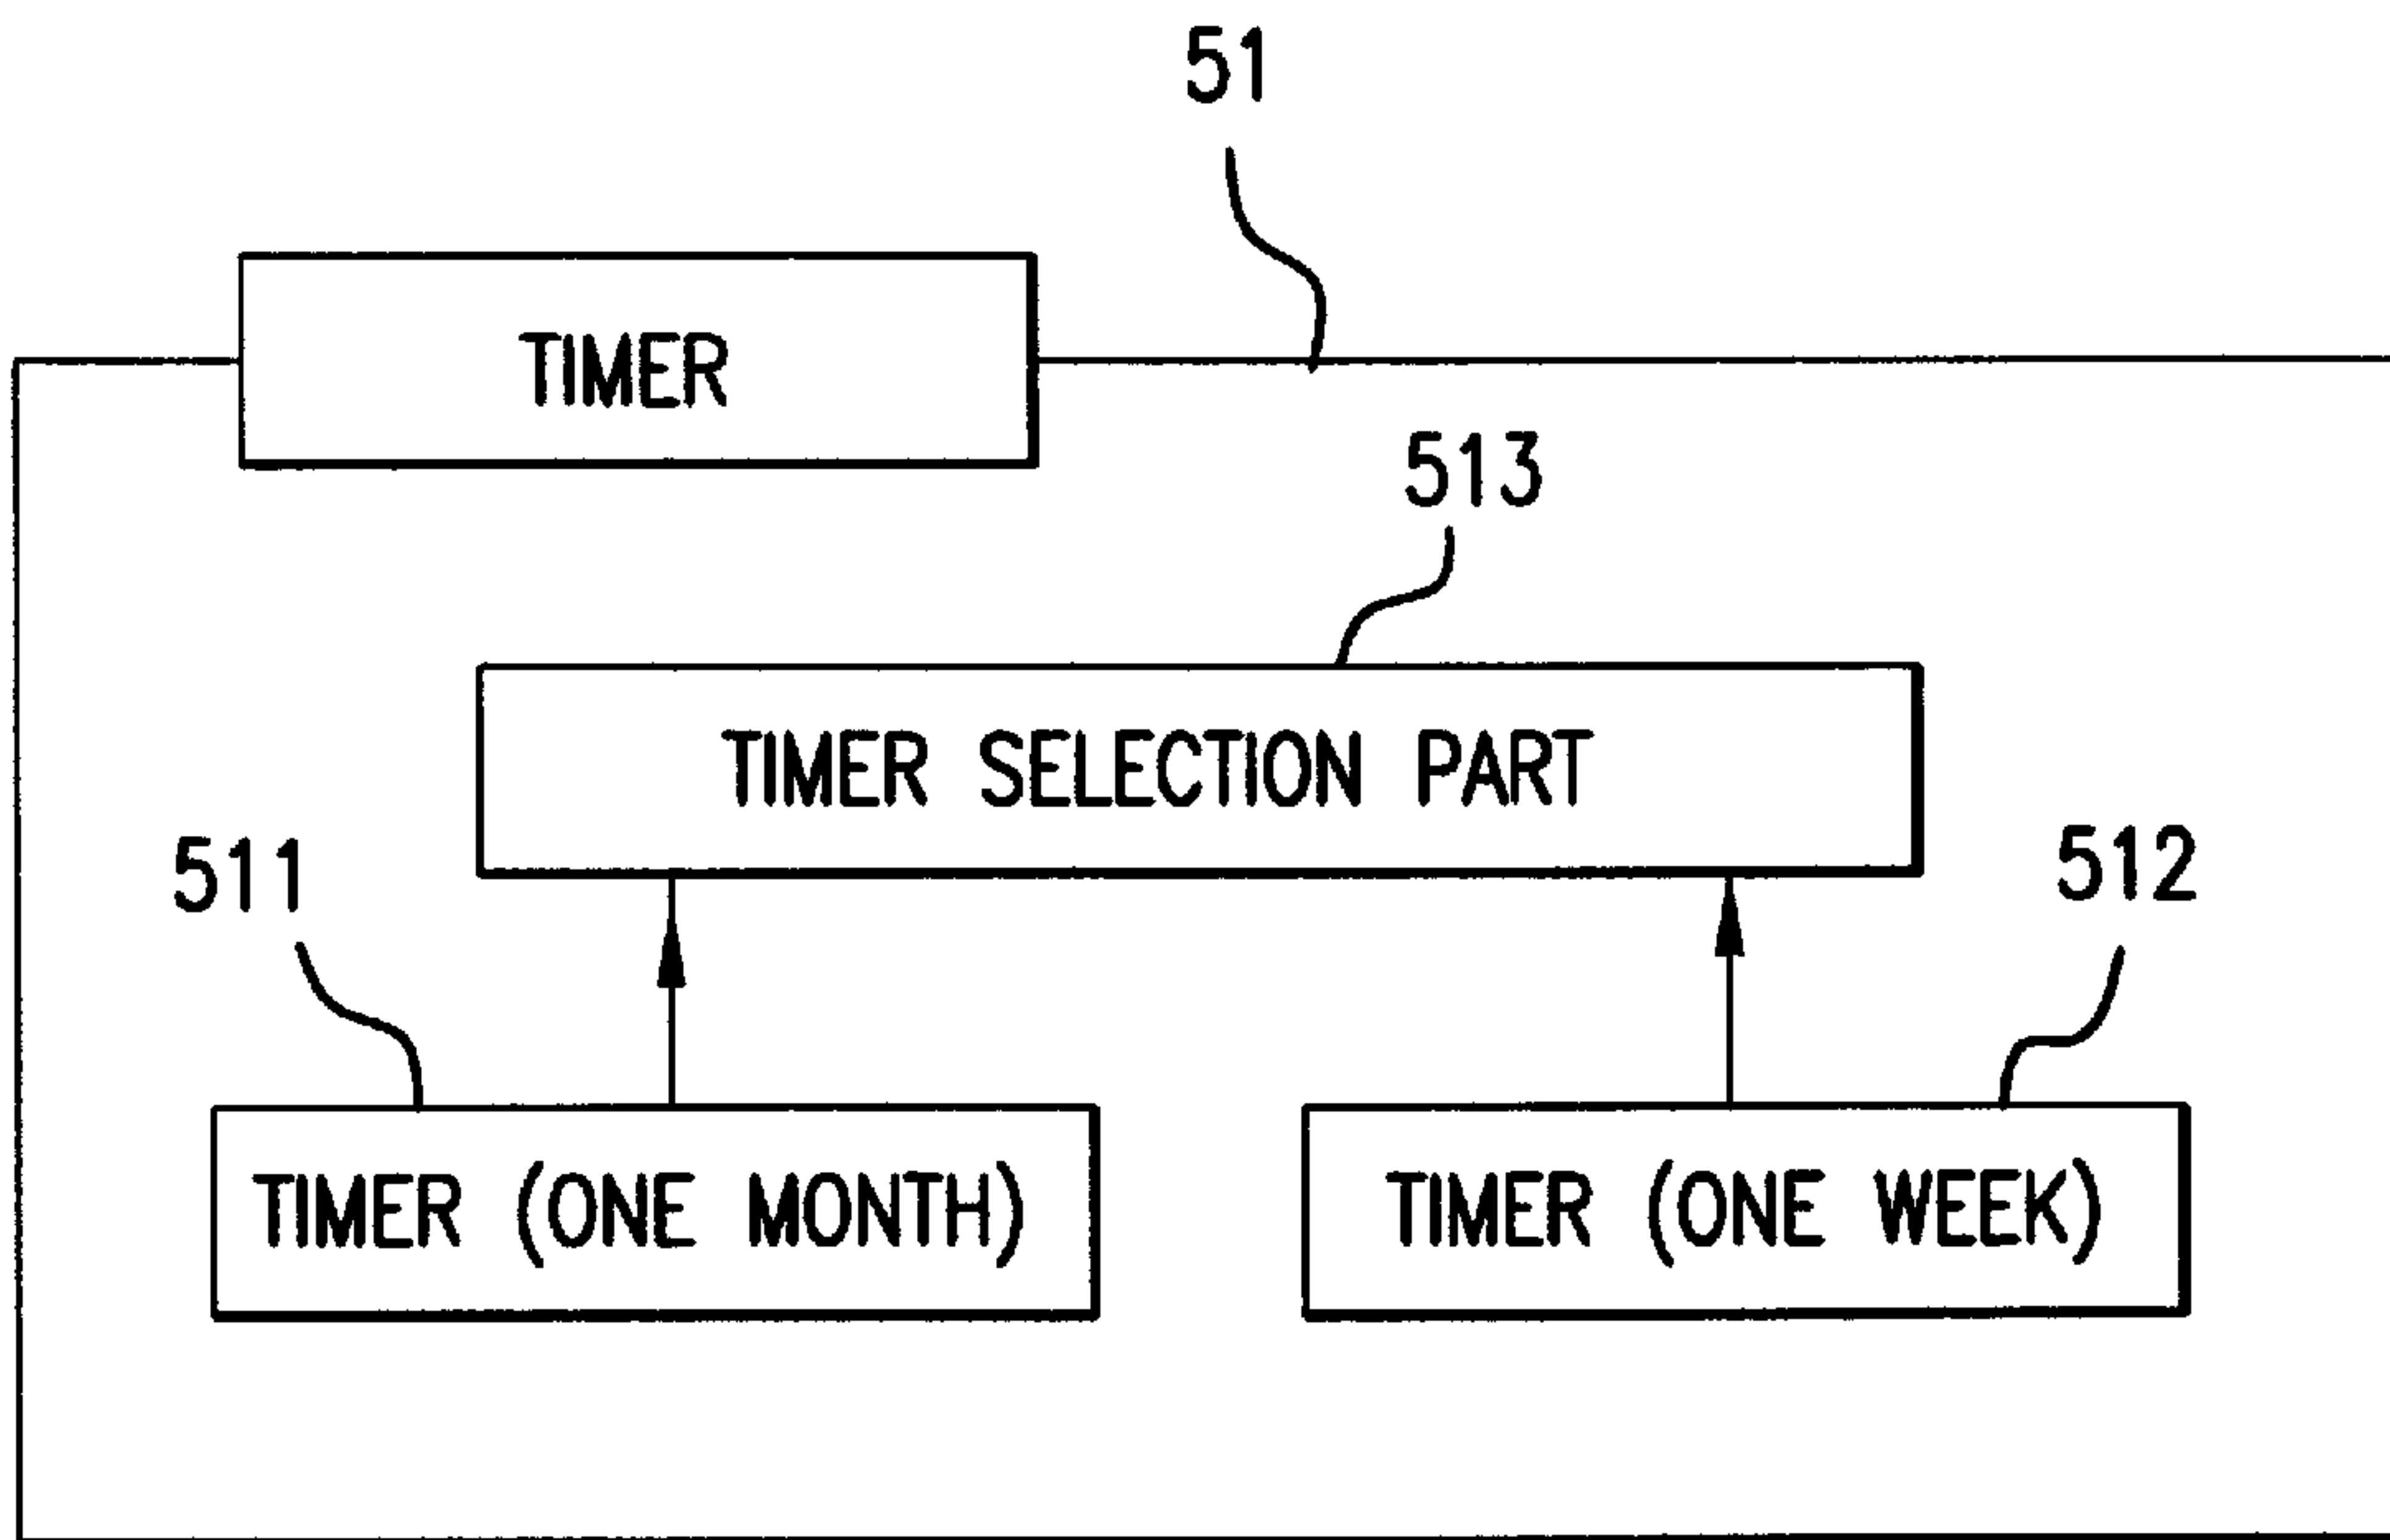 51
TIMER
513
TIMER SELECTION PART
511
512
TIMER (ONE MONTH)
TIMER (ONE WEEK)